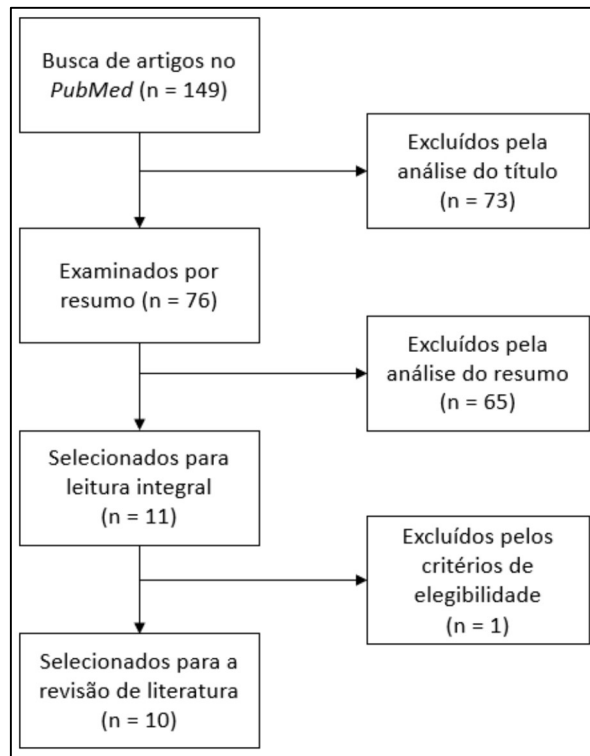 Busca de artigos no
PubMed (n = 149)
Excluídos pela
análise do título
(n = 73)
Examinados por
resumo (n = 76)
Excluídos pela
análise do resumo
(n = 65)
Selecionados para
leitura integral
(n = 11)
Excluídos pelos
critérios de
elegibilidade
(n = 1)
Selecionados para a
revisão de literatura
(n = 10)